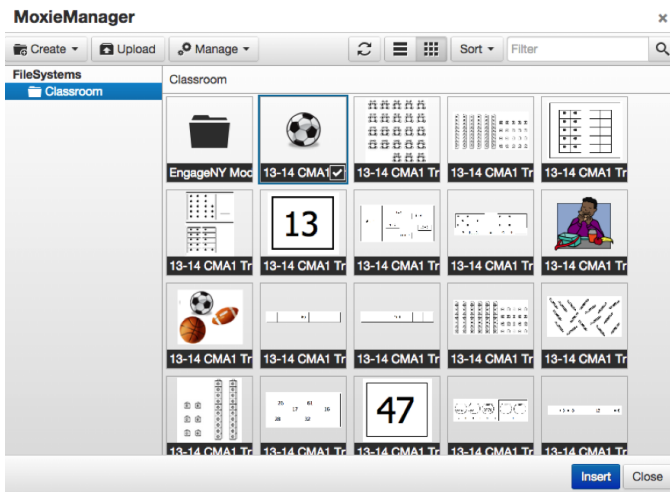 MoxieManager
×
Create Upload Manage Sort Filter
FileSystems
Classroom
Classroom
EngageNY Mod 13-14 CMA1 13-14 CMA1 Tr 13-14 CMA1 Tr 13-14 CMA1 Tr
13
13-14 CMA1 Tr 13-14 CMA1 Tr 13-14 CMA1 Tr 13-14 CMA1 Tr 13-14 CMA1 Tr
13-14 CMA1 Tr 13-14 CMA1 Tr 13-14 CMA1 Tr 13-14 CMA1 Tr 13-14 CMA1 Tr
47
13-14 CMA1 Tr 13-14 CMA1 Tr 13-14 CMA1 Tr 13-14 CMA1 Tr 13-14 CMA1 Tr
Insert Close